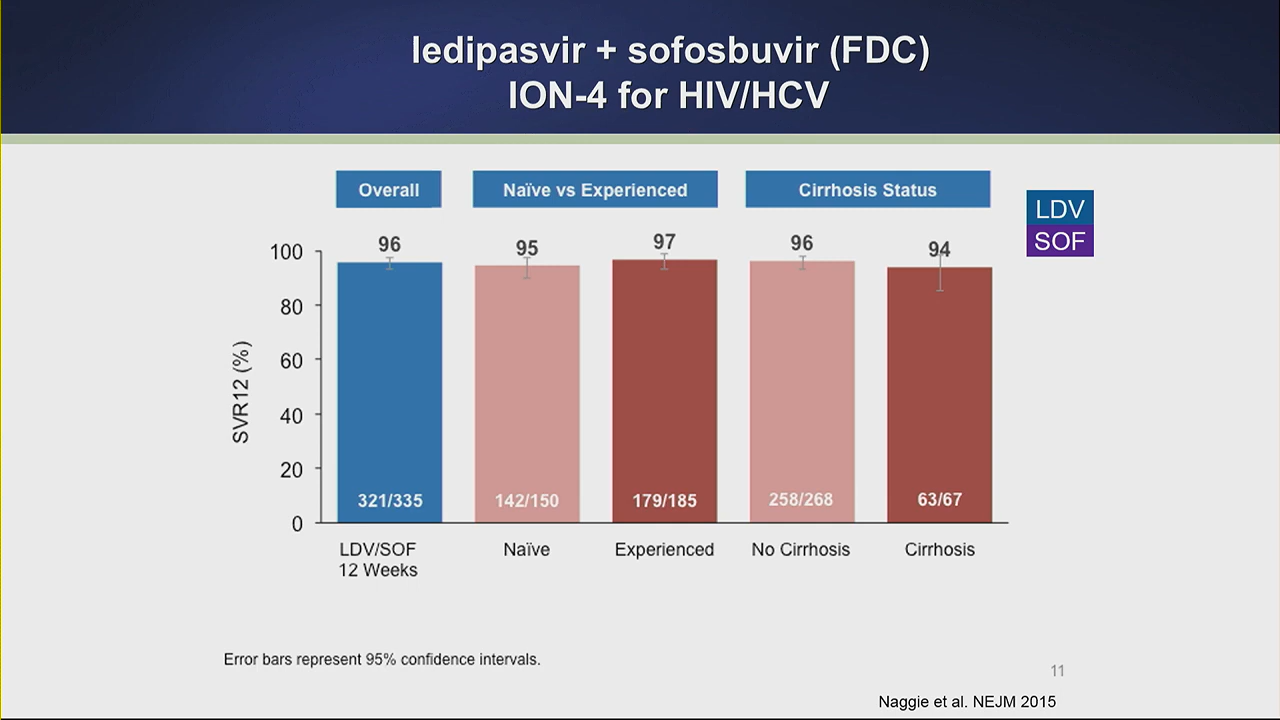 ledipasvir + sofosbuvir (FDC)
ION-4 for HIV/HCV
Overall
Naïve vs Experienced
Cirrhosis Status
LDV
SOF
96
95
97
96
94
100
80
60
40
20
0
SVR12 (%)
321/335
142/150
179/185
258/268
63/67
LDV/SOF
12 Weeks
Naïve
Experienced
No Cirrhosis
Cirrhosis
Error bars represent 95% confidence intervals.
11
Naggie et al. NEJM 2015